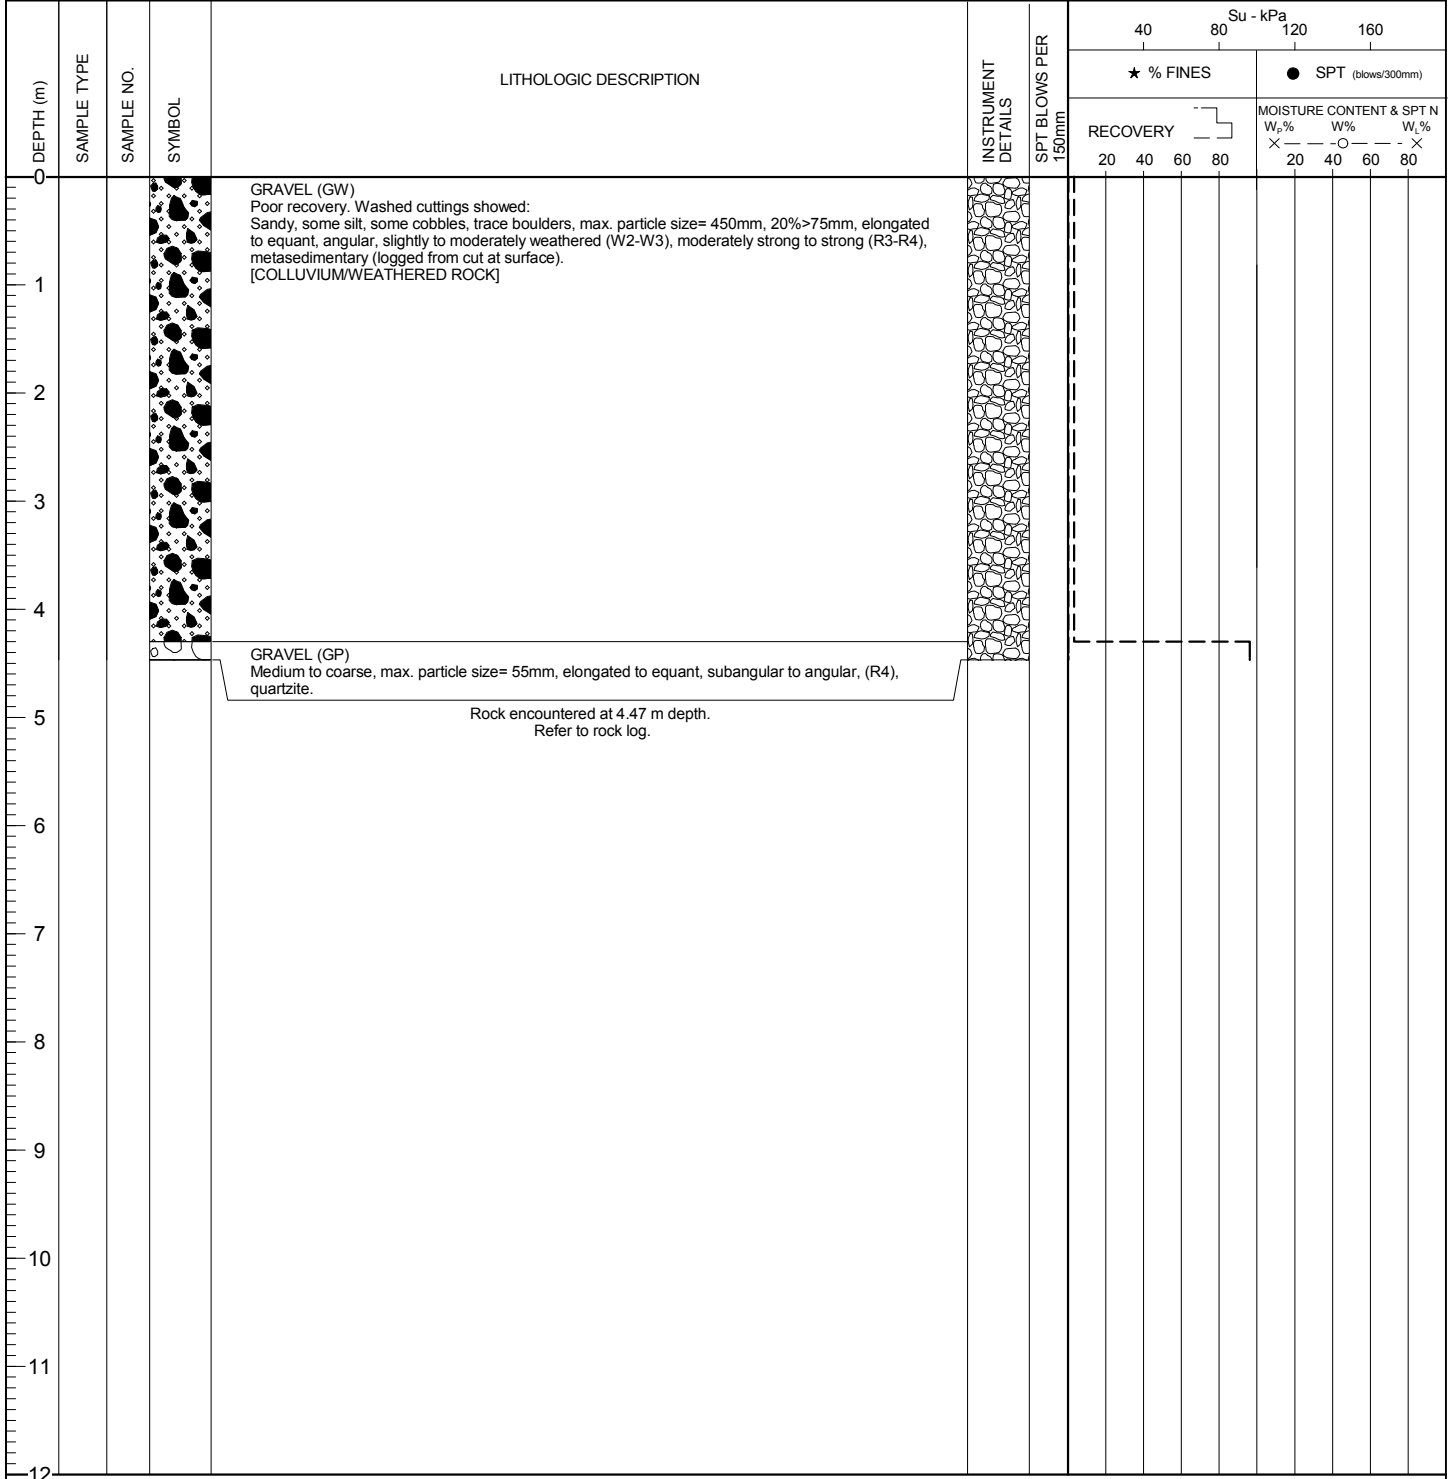 DEPTH (m)
SAMPLE TYPE
SAMPLE NO.
SYMBOL
LITHOLOGIC DESCRIPTION
INSTRUMENT
DETAILS
SPT BLOWS PER
150mm
Su - kPa
40 80 120 160
★ % FINES
● SPT (blows/300mm)
RECOVERY
MOISTURE CONTENT & SPT N
WP% W% WL%
20 40 60 80 20 40 60 80
0
GRAVEL (GW)
Poor recovery. Washed cuttings showed:
Sandy, some silt, some cobbles, trace boulders, max. particle size= 450mm, 20%>75mm, elongated
to equant, angular, slightly to moderately weathered (W2-W3), moderately strong to strong (R3-R4),
metasedimentary (logged from cut at surface).
[COLLUVIUM/WEATHERED ROCK]
1
2
3
4
GRAVEL (GP)
Medium to coarse, max. particle size= 55mm, elongated to equant, subangular to angular, (R4),
quartzite.
Rock encountered at 4.47 m depth.
Refer to rock log.
5
6
7
8
9
10
11
12